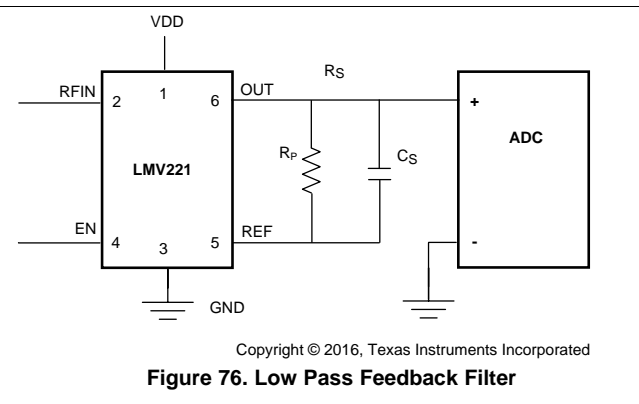 VDD
RFIN
2
1
6
OUT
RS
+
ADC
RP
CS
LMV221
EN
4
3
5
REF
-
GND
Copyright © 2016, Texas Instruments Incorporated
Figure 76. Low Pass Feedback Filter